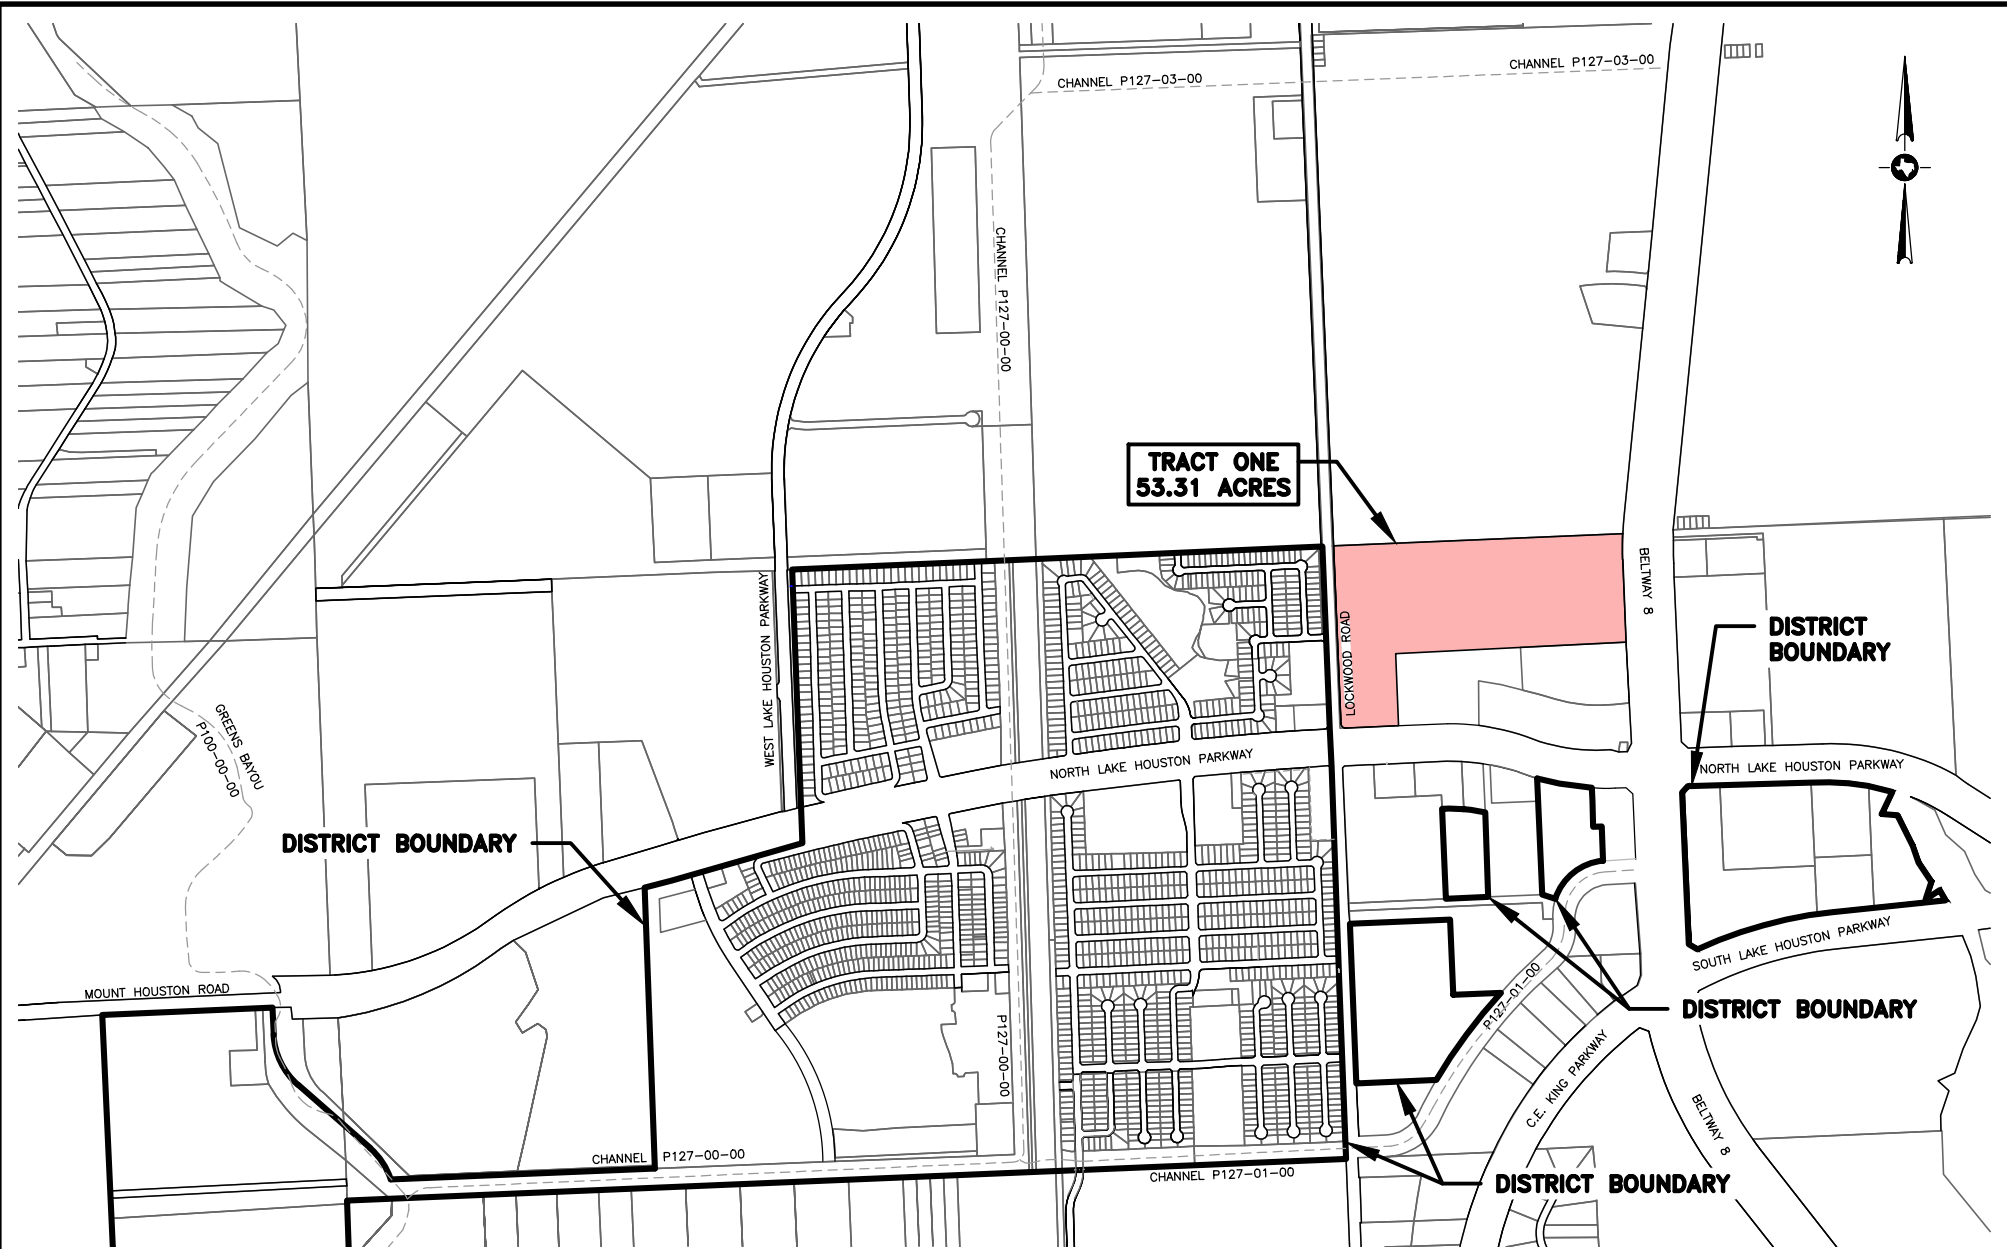 CHANNEL P127-03-00
CHANNEL P127-03-00
CHANNEL P127-00-00
TRACT ONE
53.31 ACRES
BELTWAY 8
WEST LAKE HOUSTON PARKWAY
LOCKWOOD ROAD
DISTRICT
BOUNDARY
GREENS BAYOU
P100-00-00
NORTH LAKE HOUSTON PARKWAY
NORTH LAKE HOUSTON PARKWAY
DISTRICT BOUNDARY
SOUTH LAKE HOUSTON PARKWAY
MOUNT HOUSTON ROAD
P127-01-00
DISTRICT BOUNDARY
P127-00-00
C.E. KING PARKWAY
BELTWAY 8
CHANNEL P127-00-00
CHANNEL P127-01-00
DISTRICT BOUNDARY